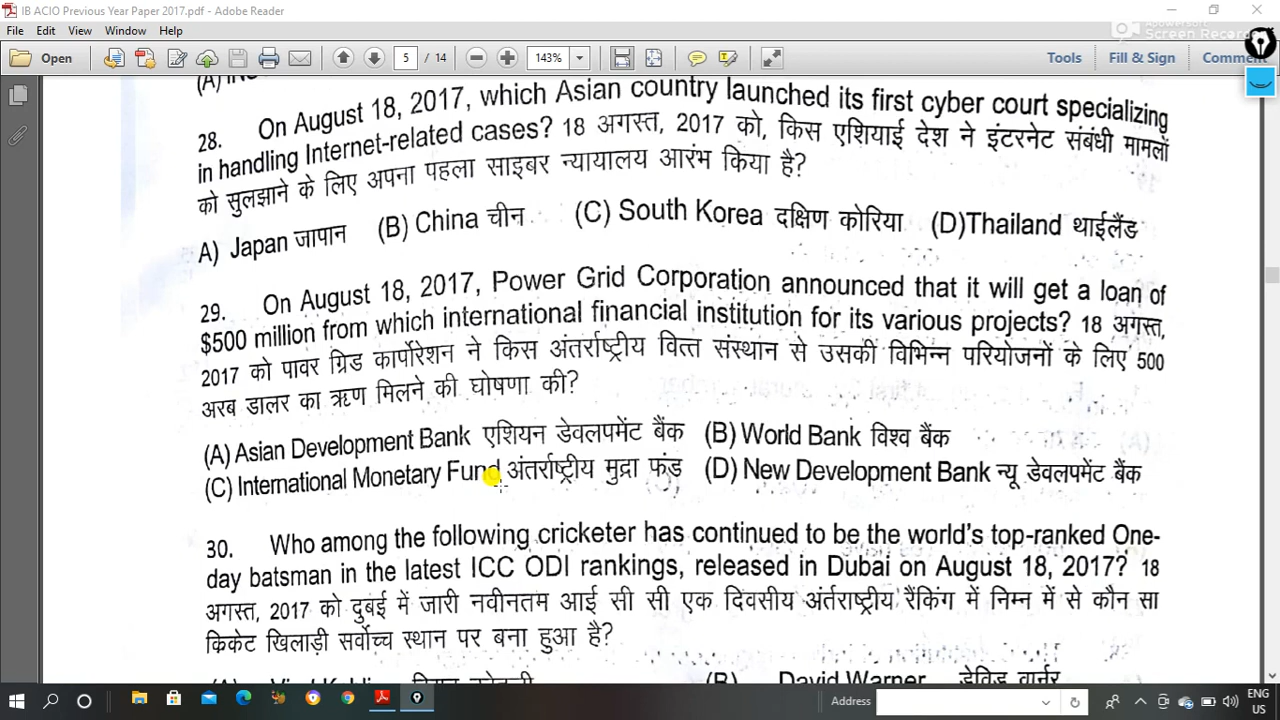 IB ACIO Previous Year Paper 2017.pdf - Adobe Reader
File Edit View Window Help
Apowersoft
Screen Recorder
Open 5 / 14 143% Tools Fill & Sign Comment
28. On August 18, 2017, which Asian country launched its first cyber court specializing
in handling Internet-related cases? 18 अगस्त, 2017 को, किस एशियाई देश ने इंटरनेट संबंधी मामलों
को सुलझाने के लिए अपना पहला साइबर न्यायालय आरंभ किया है?
A) Japan जापान (B) China चीन (C) South Korea दक्षिण कोरिया (D)Thailand थाईलैंड
29. On August 18, 2017, Power Grid Corporation announced that it will get a loan of
$500 million from which international financial institution for its various projects? 18 अगस्त,
2017 को पावर ग्रिड कार्पोरेशन ने किस अंतर्राष्ट्रीय वित्त संस्थान से उसकी विभिन्न परियोजनों के लिए 500
अरब डालर का ऋण मिलने की घोषणा की?
(A) Asian Development Bank एशियन डेवलपमेंट बैंक (B) World Bank विश्व बैंक
(C) International Monetary Fund अंतर्राष्ट्रीय मुद्रा फंड (D) New Development Bank न्यू डेवलपमेंट बैंक
30. Who among the following cricketer has continued to be the world's top-ranked One-
day batsman in the latest ICC ODI rankings, released in Dubai on August 18, 2017? 18
अगस्त, 2017 को दुबई में जारी नवीनतम आई सी सी एक दिवसीय अंर्तराष्ट्रीय रैंकिंग में निम्न में से कौन सा
किकेट खिलाड़ी सर्वोच्च स्थान पर बना हुआ है?
(B) David Warner डेविड वार्नर
Address ENG
US